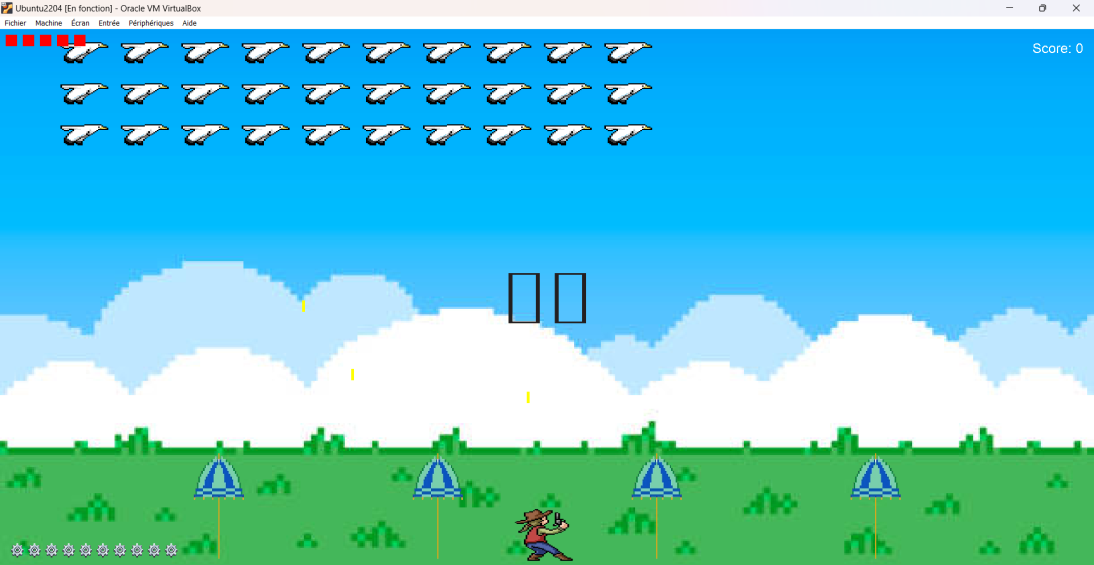 Ubuntu2204 [En fonction] - Oracle VM VirtualBox
Fichier Machine Écran Entrée Périphériques Aide
Score: 0